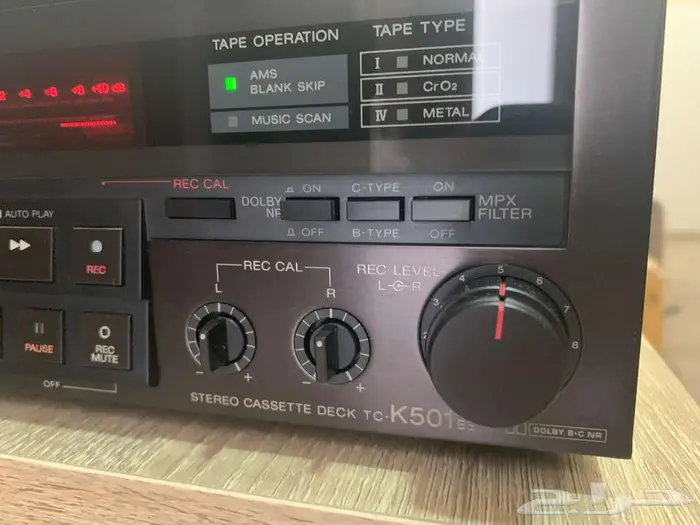 TAPE OPERATION
TAPE TYPE
AMS
BLANK SKIP
MUSIC SCAN
I NORMAL
II CrO2
IV METAL
REC CAL
DOLBY
NR
ON
OFF
C-TYPE
B-TYPE
ON
OFF
MPX
FILTER
AUTO PLAY
REC
PAUSE
REC
MUTE
OFF
REC CAL
L
R
- +
- +
REC LEVEL
L R
2 4 5 6 7 8
STEREO CASSETTE DECK TC-K501ES
DOLBY B·C NR
حراج